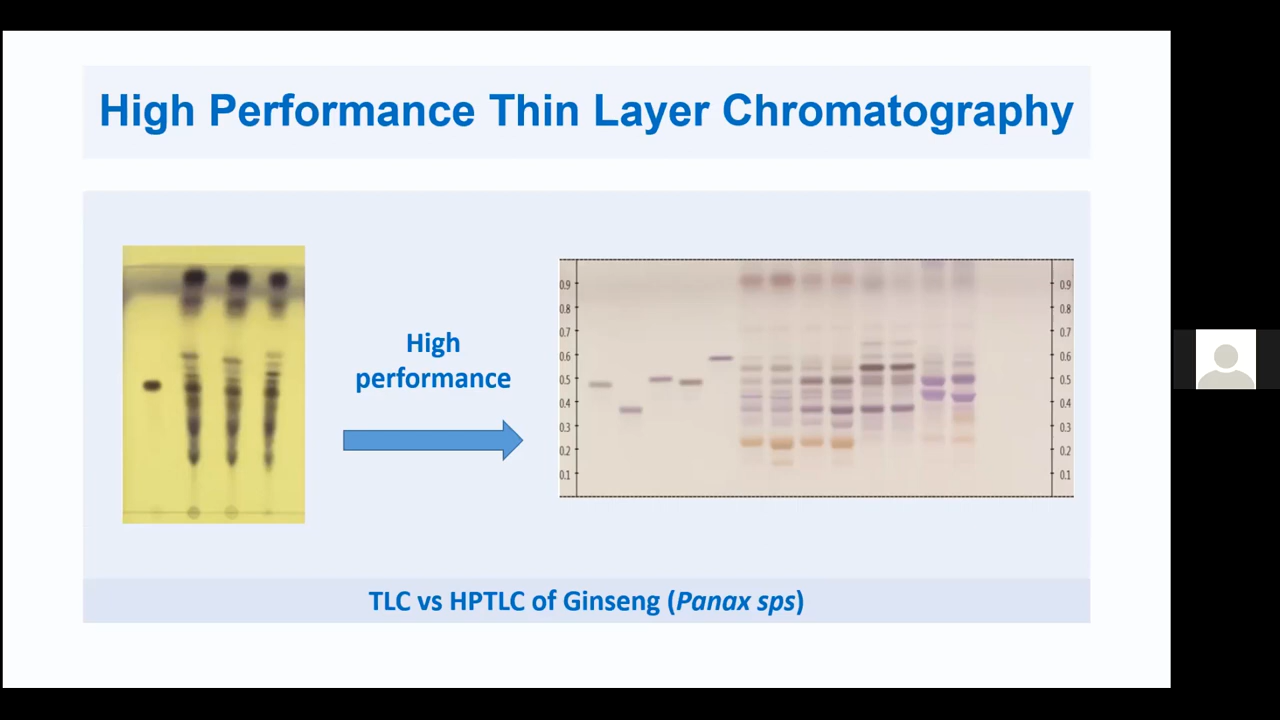 High Performance Thin Layer Chromatography
High
performance
0.9 0.9
0.8 0.8
0.7 0.7
0.6 0.6
0.5 0.5
0.4 0.4
0.3 0.3
0.2 0.2
0.1 0.1
TLC vs HPTLC of Ginseng (Panax sps)